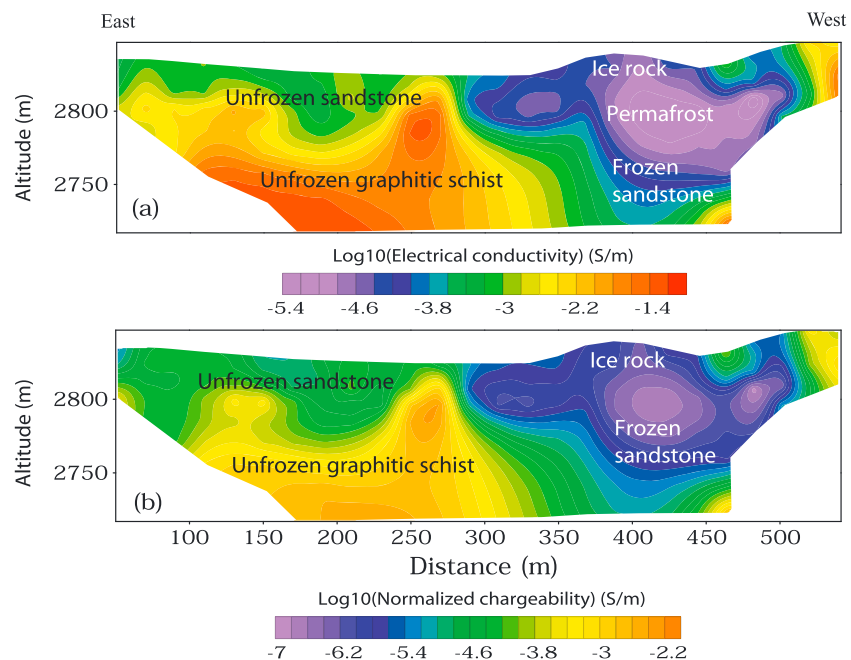 East
West
Altitude (m)
2800
2750
Ice rock
Unfrozen sandstone
Permafrost
Frozen
sandstone
Unfrozen graphitic schist
(a)
Log10(Electrical conductivity) (S/m)
-5.4 -4.6 -3.8 -3 -2.2 -1.4
Altitude (m)
2800
2750
Ice rock
Unfrozen sandstone
Frozen
sandstone
Unfrozen graphitic schist
(b)
100 150 200 250 300 350 400 450 500
Distance (m)
Log10(Normalized chargeability) (S/m)
-7 -6.2 -5.4 -4.6 -3.8 -3 -2.2